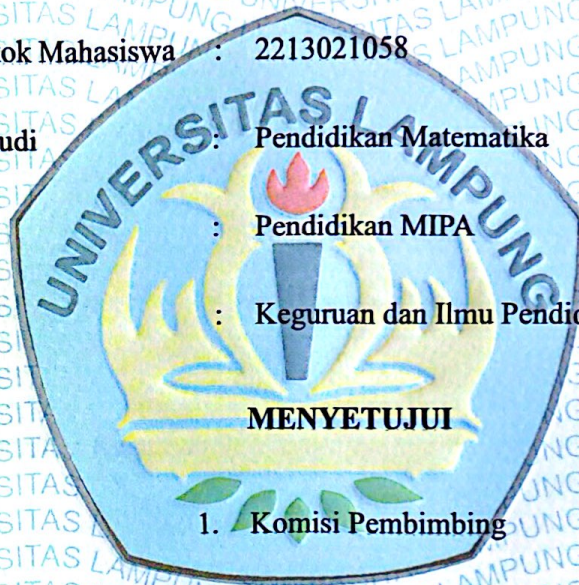 ok Mahasiswa : 2213021058
udi : Pendidikan Matematika
: Pendidikan MIPA
: Keguruan dan Ilmu Pendid
MENYETUJUI
1. Komisi Pembimbing
UNIVERSITAS LAMPUNG